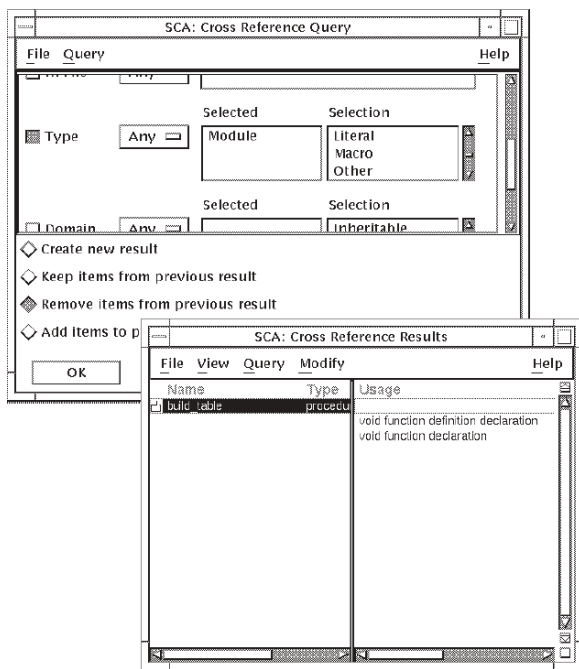 SCA: Cross Reference Query
File Query Help
Selected Selection
Type Any Module Literal
Macro
Other
Selected Selection
Domain Any Inheritable
Create new result
Keep items from previous result
Remove items from previous result
Add items to p
OK
SCA: Cross Reference Results
File View Query Modify Help
Name Type Usage
build_table procedu
void function definition declaration
void function declaration